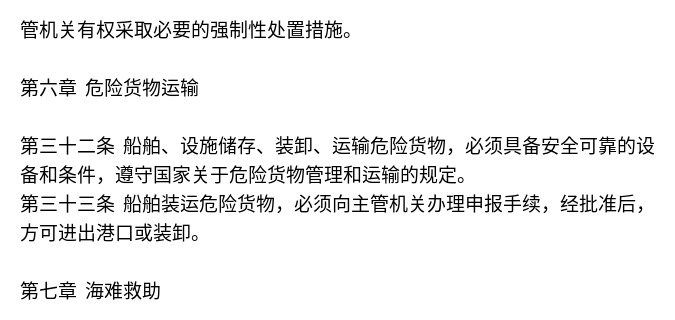 管机关有权采取必要的强制性处置措施。
第六章 危险货物运输
第三十二条 船舶、设施储存、装卸、运输危险货物，必须具备安全可靠的设
备和条件，遵守国家关于危险货物管理和运输的规定。
第三十三条 船舶装运危险货物，必须向主管机关办理申报手续，经批准后，
方可进出港口或装卸。
第七章 海难救助